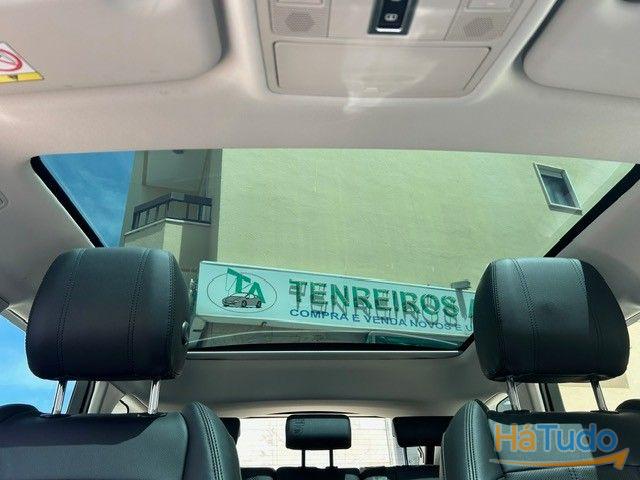 TA
TENREIROS
COMPRA E VENDA NOVOS E
HáTudo